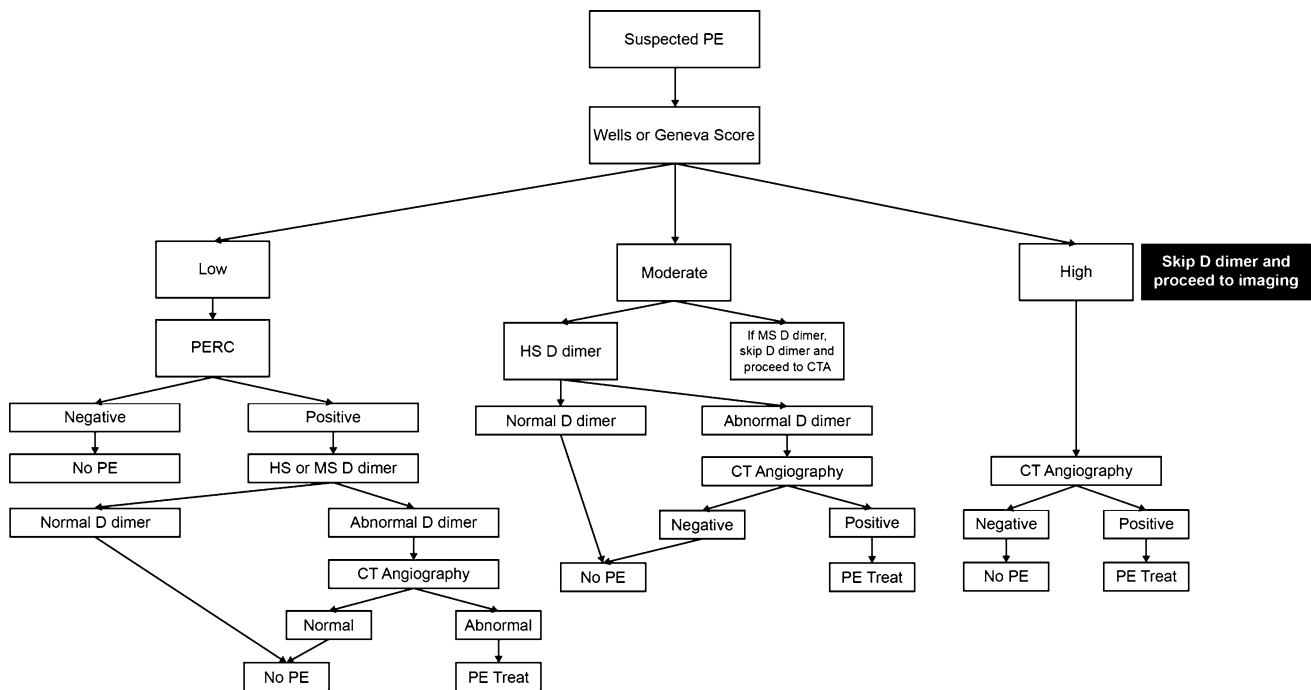 Suspected PE
Wells or Geneva Score
Low
Moderate
High
Skip D dimer and
proceed to imaging
PERC
HS D dimer
If MS D dimer,
skip D dimer and
proceed to CTA
Negative
Positive
Normal D dimer
Abnormal D dimer
No PE
HS or MS D dimer
CT Angiography
CT Angiography
Normal D dimer
Abnormal D dimer
Negative
Positive
Negative
Positive
CT Angiography
No PE
PE Treat
No PE
PE Treat
Normal
Abnormal
No PE
PE Treat